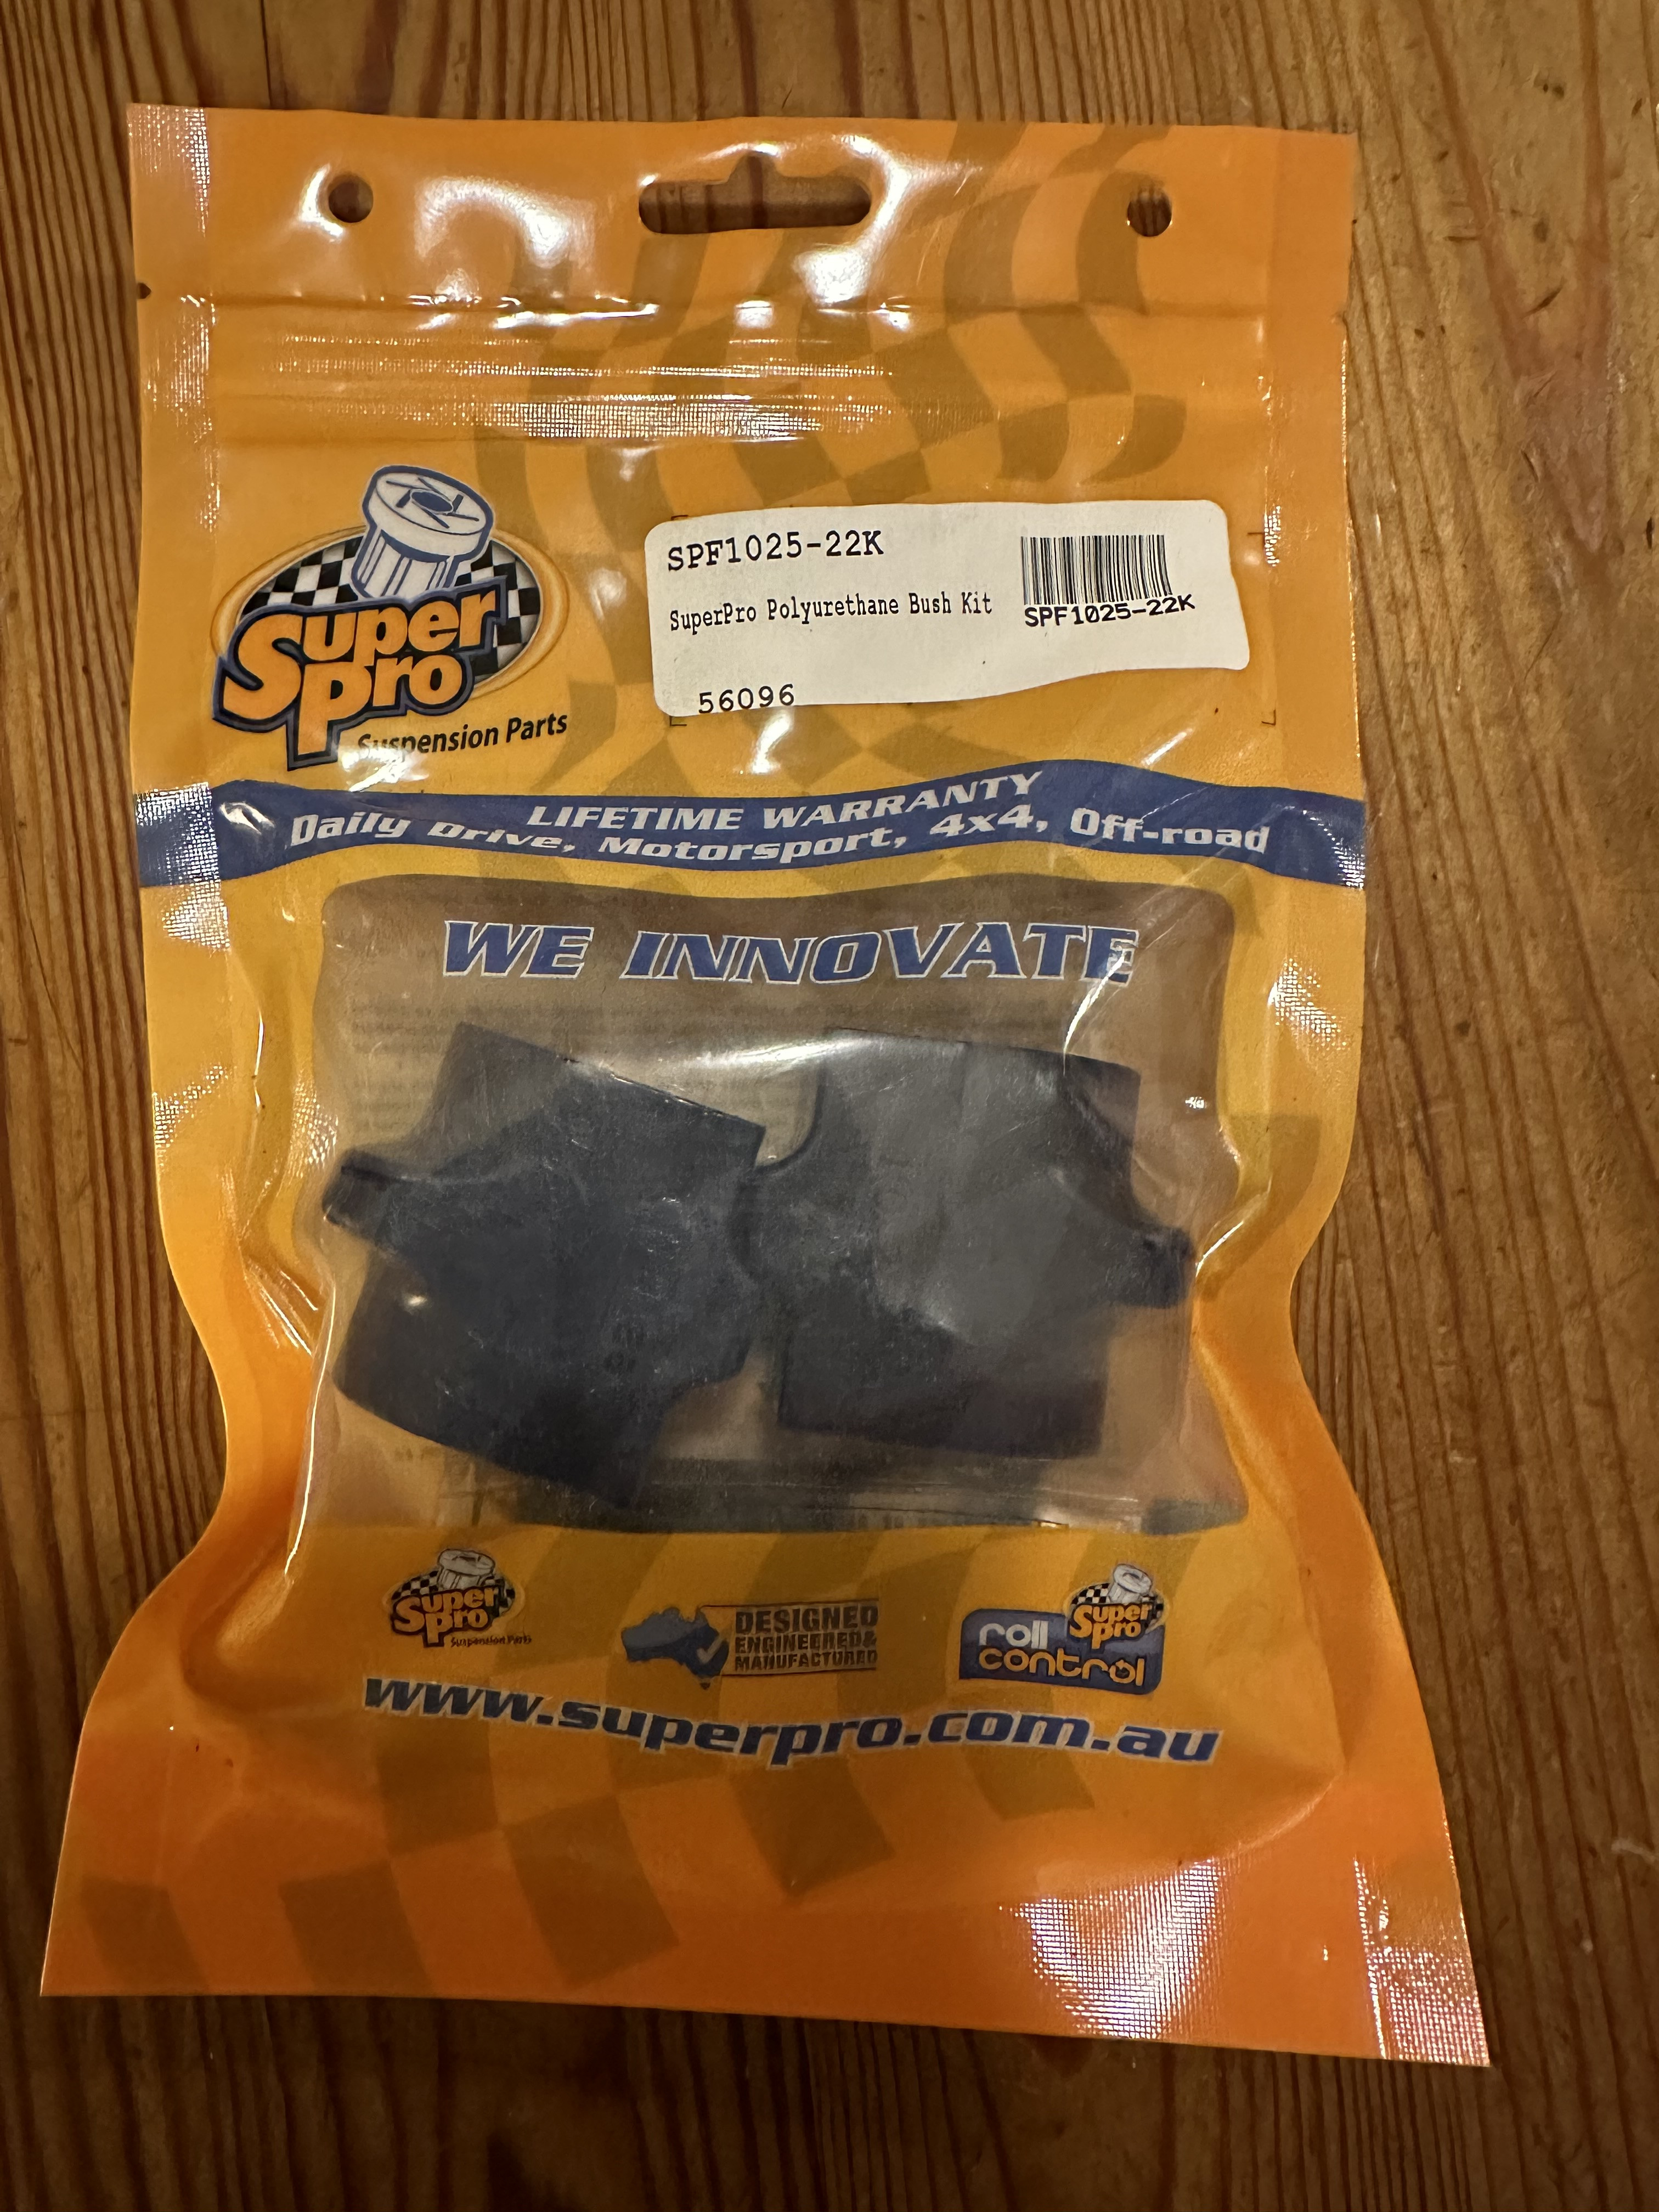 Super
Pro
Suspension Parts
SPF1025-22K
SuperPro Polyurethane Bush Kit
SPF1025-22K
56096
LIFETIME WARRANTY
Daily Drive, Motorsport, 4x4, Off-road
WE INNOVATE
Super
Pro
Suspension Parts
DESIGNED
ENGINEERED&
MANUFACTURED
Super
Pro
roll
control
www.superpro.com.au